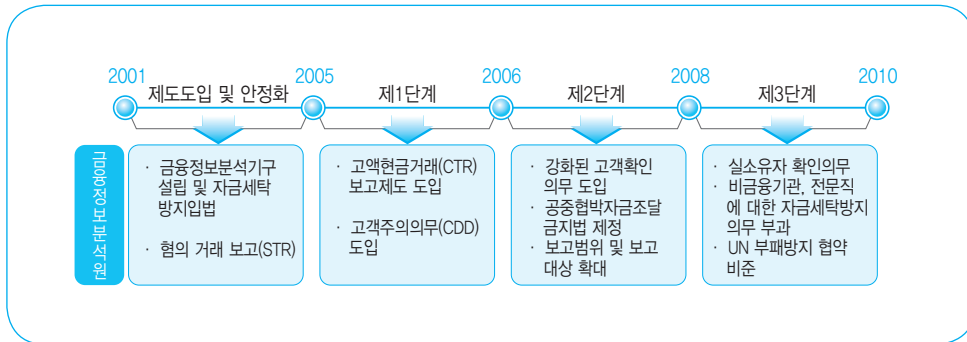 2001
제도도입 및 안정화
2005
제1단계
2006
제2단계
2008
제3단계
2010
금융정보분석원
· 금융정보분석기구
설립 및 자금세탁
방지입법
· 혐의 거래 보고(STR)
· 고액현금거래(CTR)
보고제도 도입
· 고객주의의무(CDD)
도입
· 강화된 고객확인
의무 도입
· 공중협박자금조달
금지법 제정
· 보고범위 및 보고
대상 확대
· 실소유자 확인의무
· 비금융기관, 전문직
에 대한 자금세탁방지
의무 부과
· UN 부패방지 협약
비준